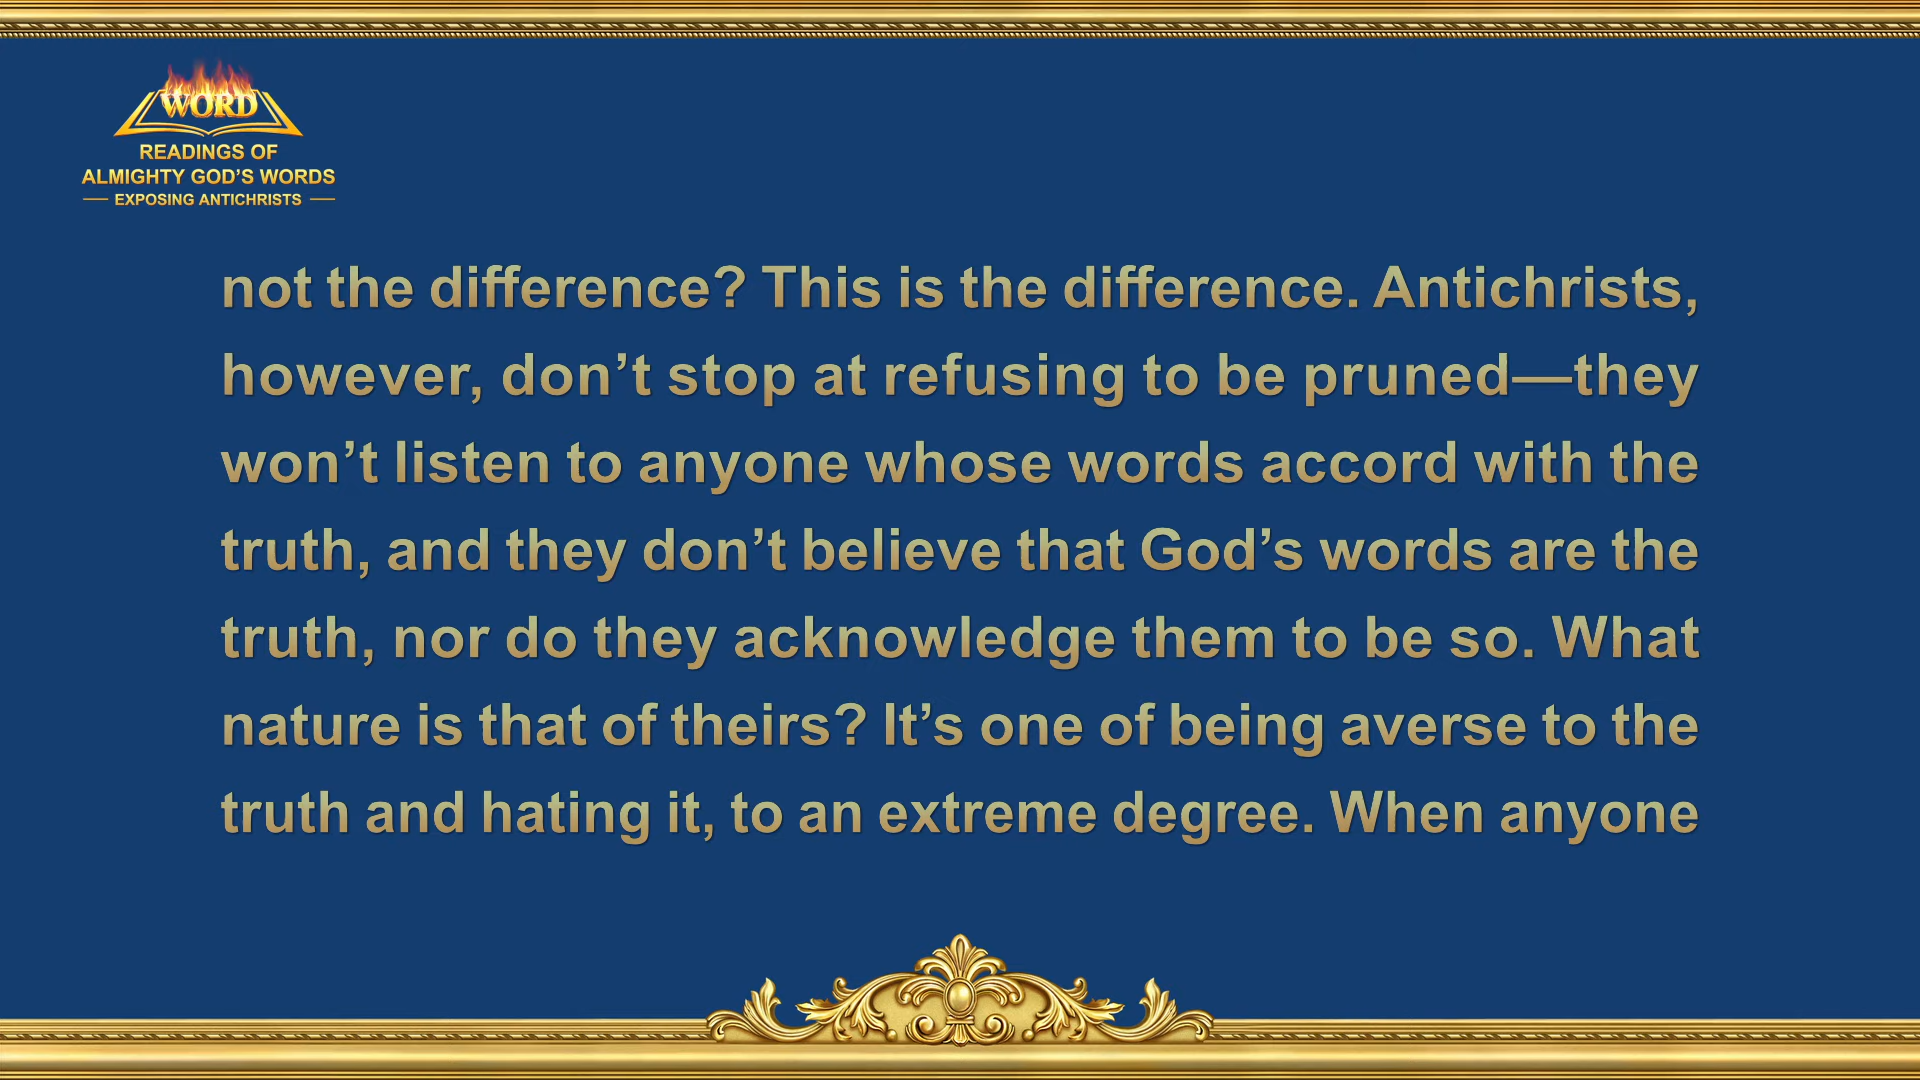 WORD
READINGS OF
ALMIGHTY GOD’S WORDS
EXPOSING ANTICHRISTS
not the difference? This is the difference. Antichrists,
however, don’t stop at refusing to be pruned—they
won’t listen to anyone whose words accord with the
truth, and they don’t believe that God’s words are the
truth, nor do they acknowledge them to be so. What
nature is that of theirs? It’s one of being averse to the
truth and hating it, to an extreme degree. When anyone